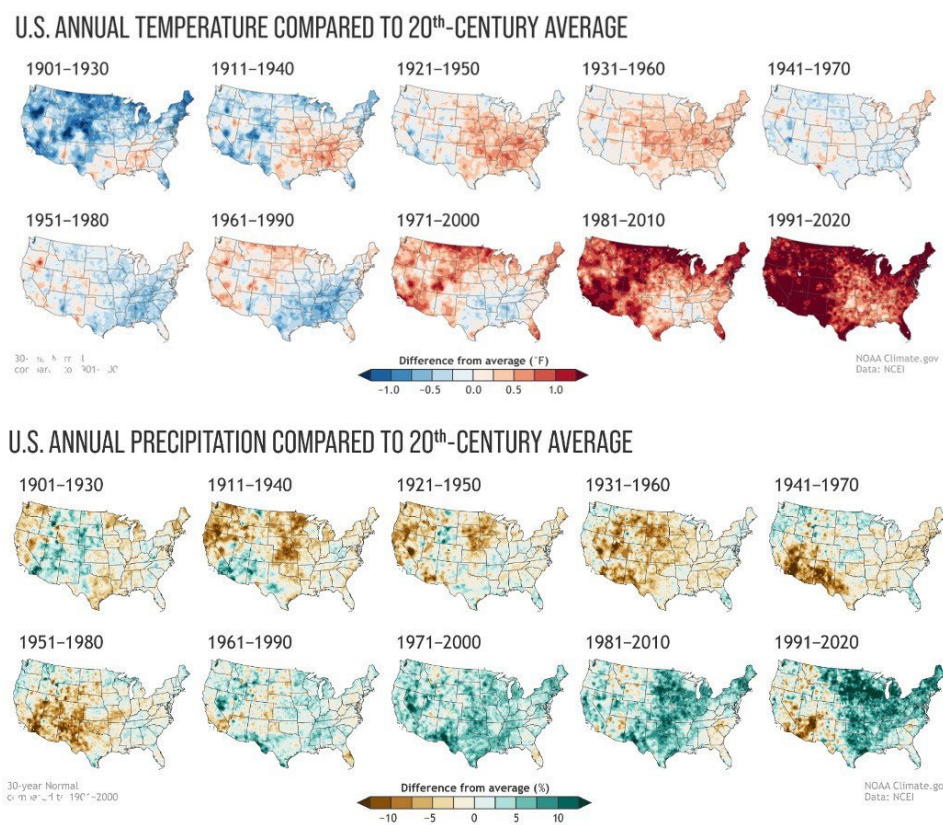 U.S. ANNUAL TEMPERATURE COMPARED TO 20th-CENTURY AVERAGE
1901–1930
1911–1940
1921–1950
1931–1960
1941–1970
1951–1980
1961–1990
1971–2000
1981–2010
1991–2020
30-
Difference from average (°F)
−1.0 −0.5 0.0 0.5 1.0
NOAA Climate.gov
Data: NCEI
U.S. ANNUAL PRECIPITATION COMPARED TO 20th-CENTURY AVERAGE
1901–1930
1911–1940
1921–1950
1931–1960
1941–1970
1951–1980
1961–1990
1971–2000
1981–2010
1991–2020
30-year Normal
Difference from average (%)
−10 −5 0 5 10
NOAA Climate.go
Data: NCEI